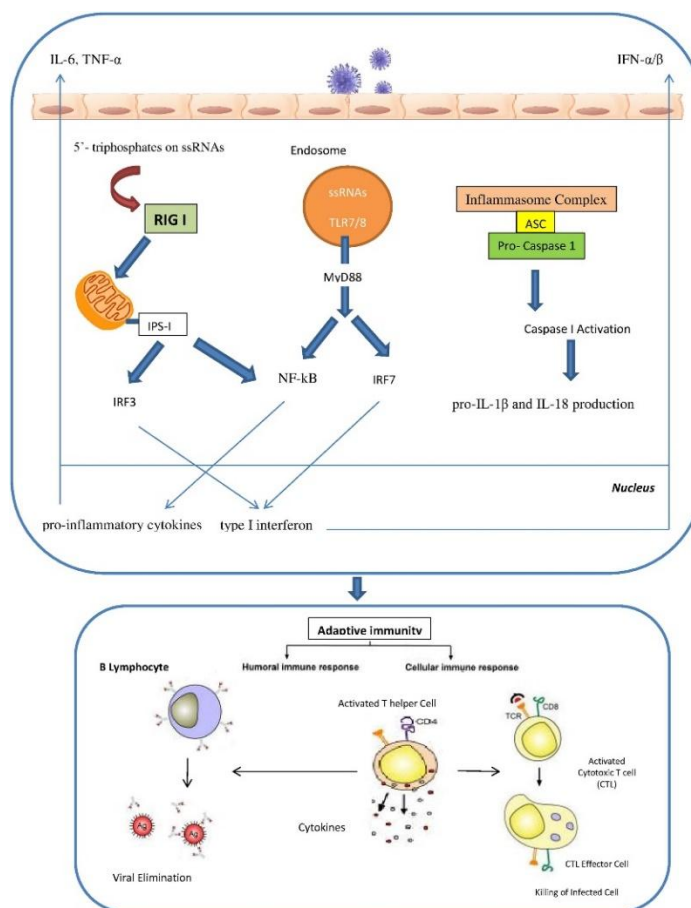 IL-6, TNF-α
IFN-α/β
5`- triphosphates on ssRNAs
RIG I
IPS-I
IRF3
Endosome
ssRNAs
TLR7/8
MyD88
NF-kB
IRF7
Inflammasome Complex
ASC
Pro- Caspase 1
Caspase I Activation
pro-IL-1β and IL-18 production
Nucleus
pro-inflammatory cytokines
type I interferon
Adaptive immunity
Humoral immune response
Cellular immune response
B Lymphocyte
Ag
Ag
Viral Elimination
Activated T helper Cell
CD4
Cytokines
TCR
CD8
Activated
Cytotoxic T cell
(CTL)
CTL Effector Cell
Killing of Infected Cell